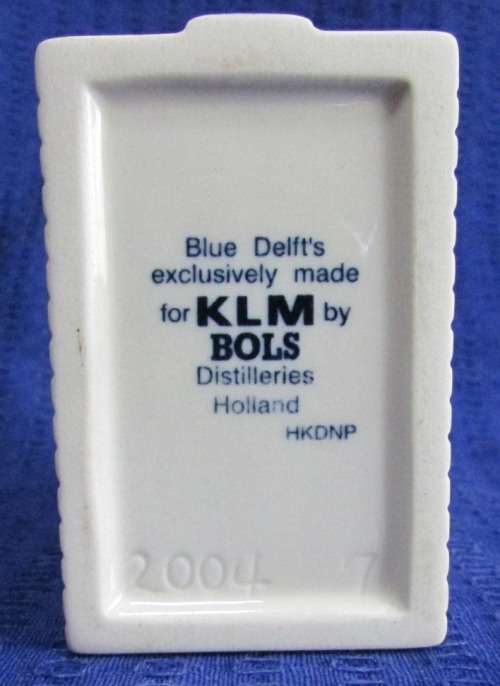 Blue Delft's
exclusively made
for KLM by
BOLS
Distilleries
Holland
HKDNP
2004 7